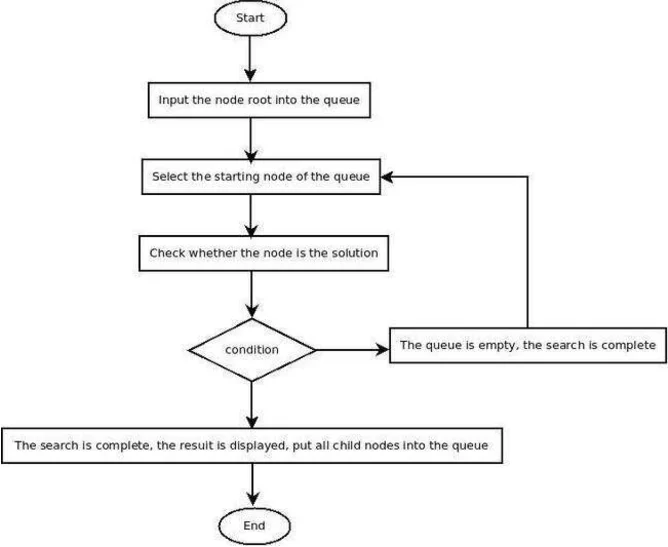 Start
Input the node root into the queue
Select the starting node of the queue
Check whether the node is the solution
condition
The queue is empty, the search is complete
The search is complete, the result is displayed, put all child nodes into the queue
End